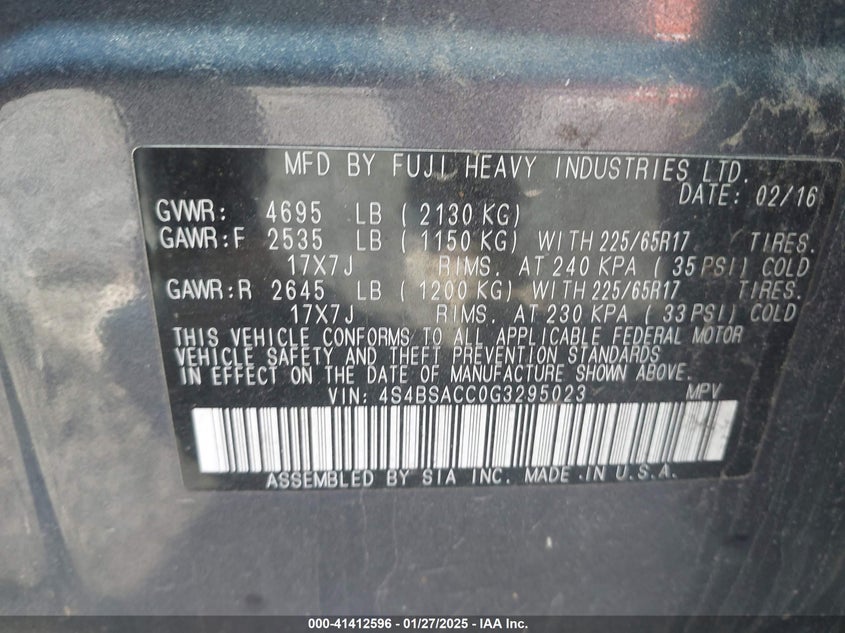 MFD BY FUJI HEAVY INDUSTRIES LTD.
DATE: 02/16
GVWR: 4695 LB ( 2130 KG)
GAWR:F 2535 LB ( 1150 KG) WITH 225/65R17 TIRES.
17X7J RIMS. AT 240 KPA ( 35 PSI) COLD
GAWR:R 2645 LB ( 1200 KG) WITH 225/65R17 TIRES.
17X7J RIMS. AT 230 KPA ( 33 PSI) COLD
THIS VEHICLE CONFORMS TO ALL APPLICABLE FEDERAL MOTOR
VEHICLE SAFETY AND THEFT PREVENTION STANDARDS
IN EFFECT ON THE DATE OF MANUFACTURE SHOWN ABOVE.
VIN: 4S4BSACC0G3295023 MPV
ASSEMBLED BY SIA INC. MADE IN U.S.A.
000-41412596 - 01/27/2025 - IAA Inc.